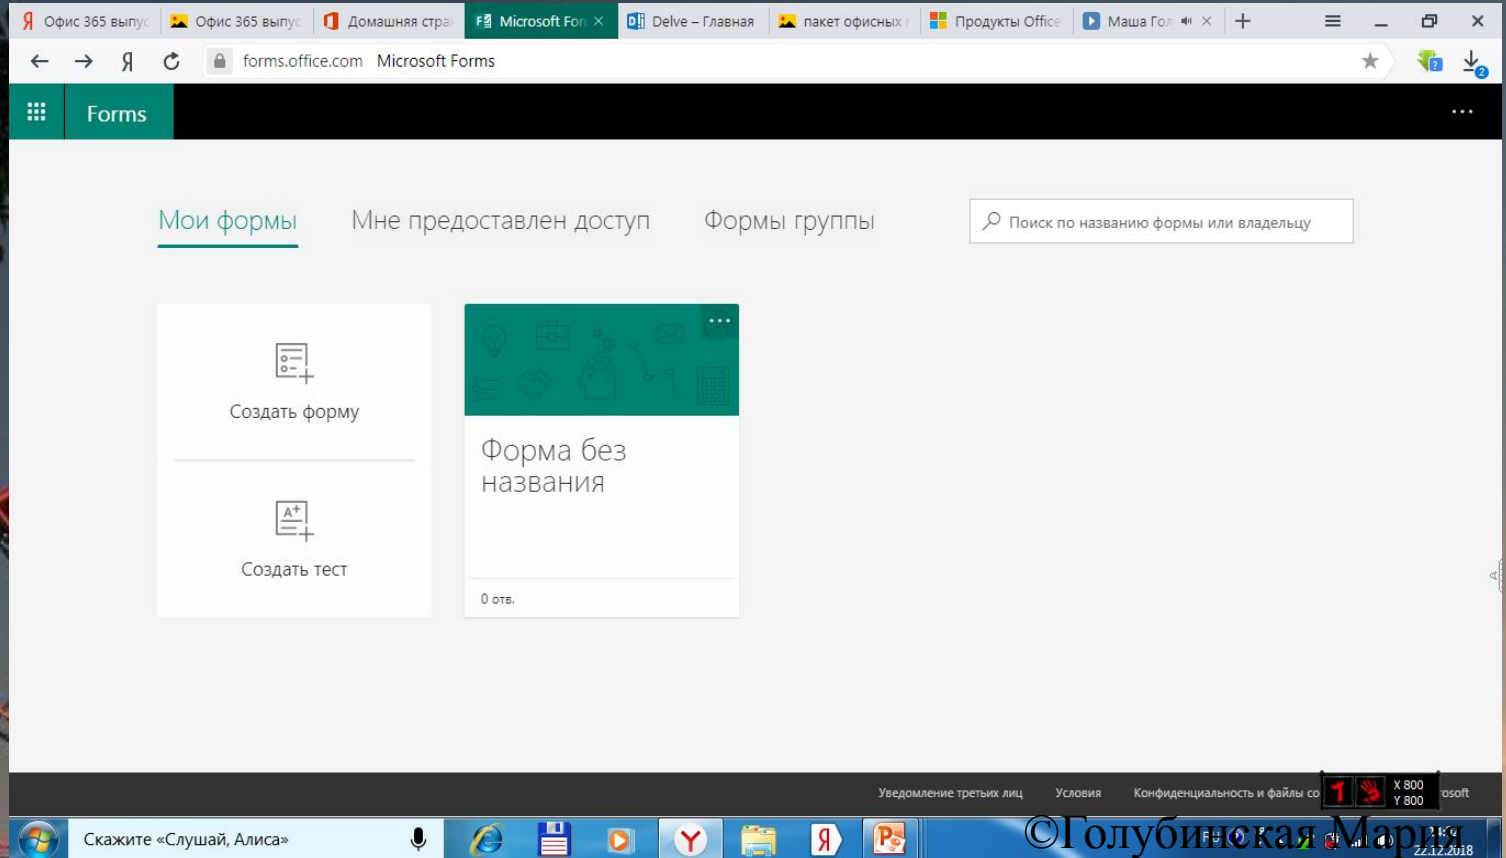 Я Офис 365 выпус
Офис 365 выпус
Домашняя стран
Microsoft For
Delve – Главная
пакет офисных п
Продукты Office
Маша Гол
Я
forms.office.com Microsoft Forms
2
Forms
Мои формы
Мне предоставлен доступ
Формы группы
Поиск по названию формы или владельцу
Создать форму
A+
Создать тест
Форма без
названия
0 отв.
Уведомление третьих лиц
Условия
Конфиденциальность и файлы co
osoft
X 800
Y 800
Скажите «Слушай, Алиса»
Y
Я
©Голубинская Мария
22.12.2018